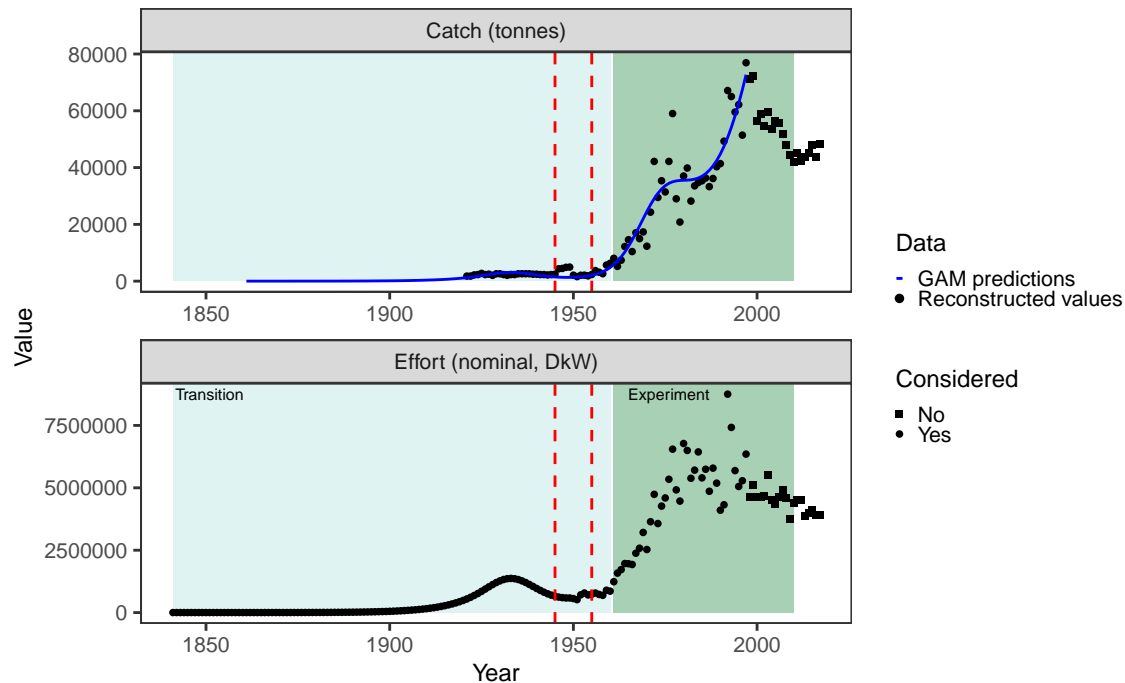 Catch (tonnes)
80000
60000
40000
20000
0
1850
1900
1950
2000
Effort (nominal, DkW)
Transition
Experiment
7500000
5000000
2500000
0
1850
1900
1950
2000
Year
Value
Data
GAM predictions
Reconstructed values
Considered
No
Yes